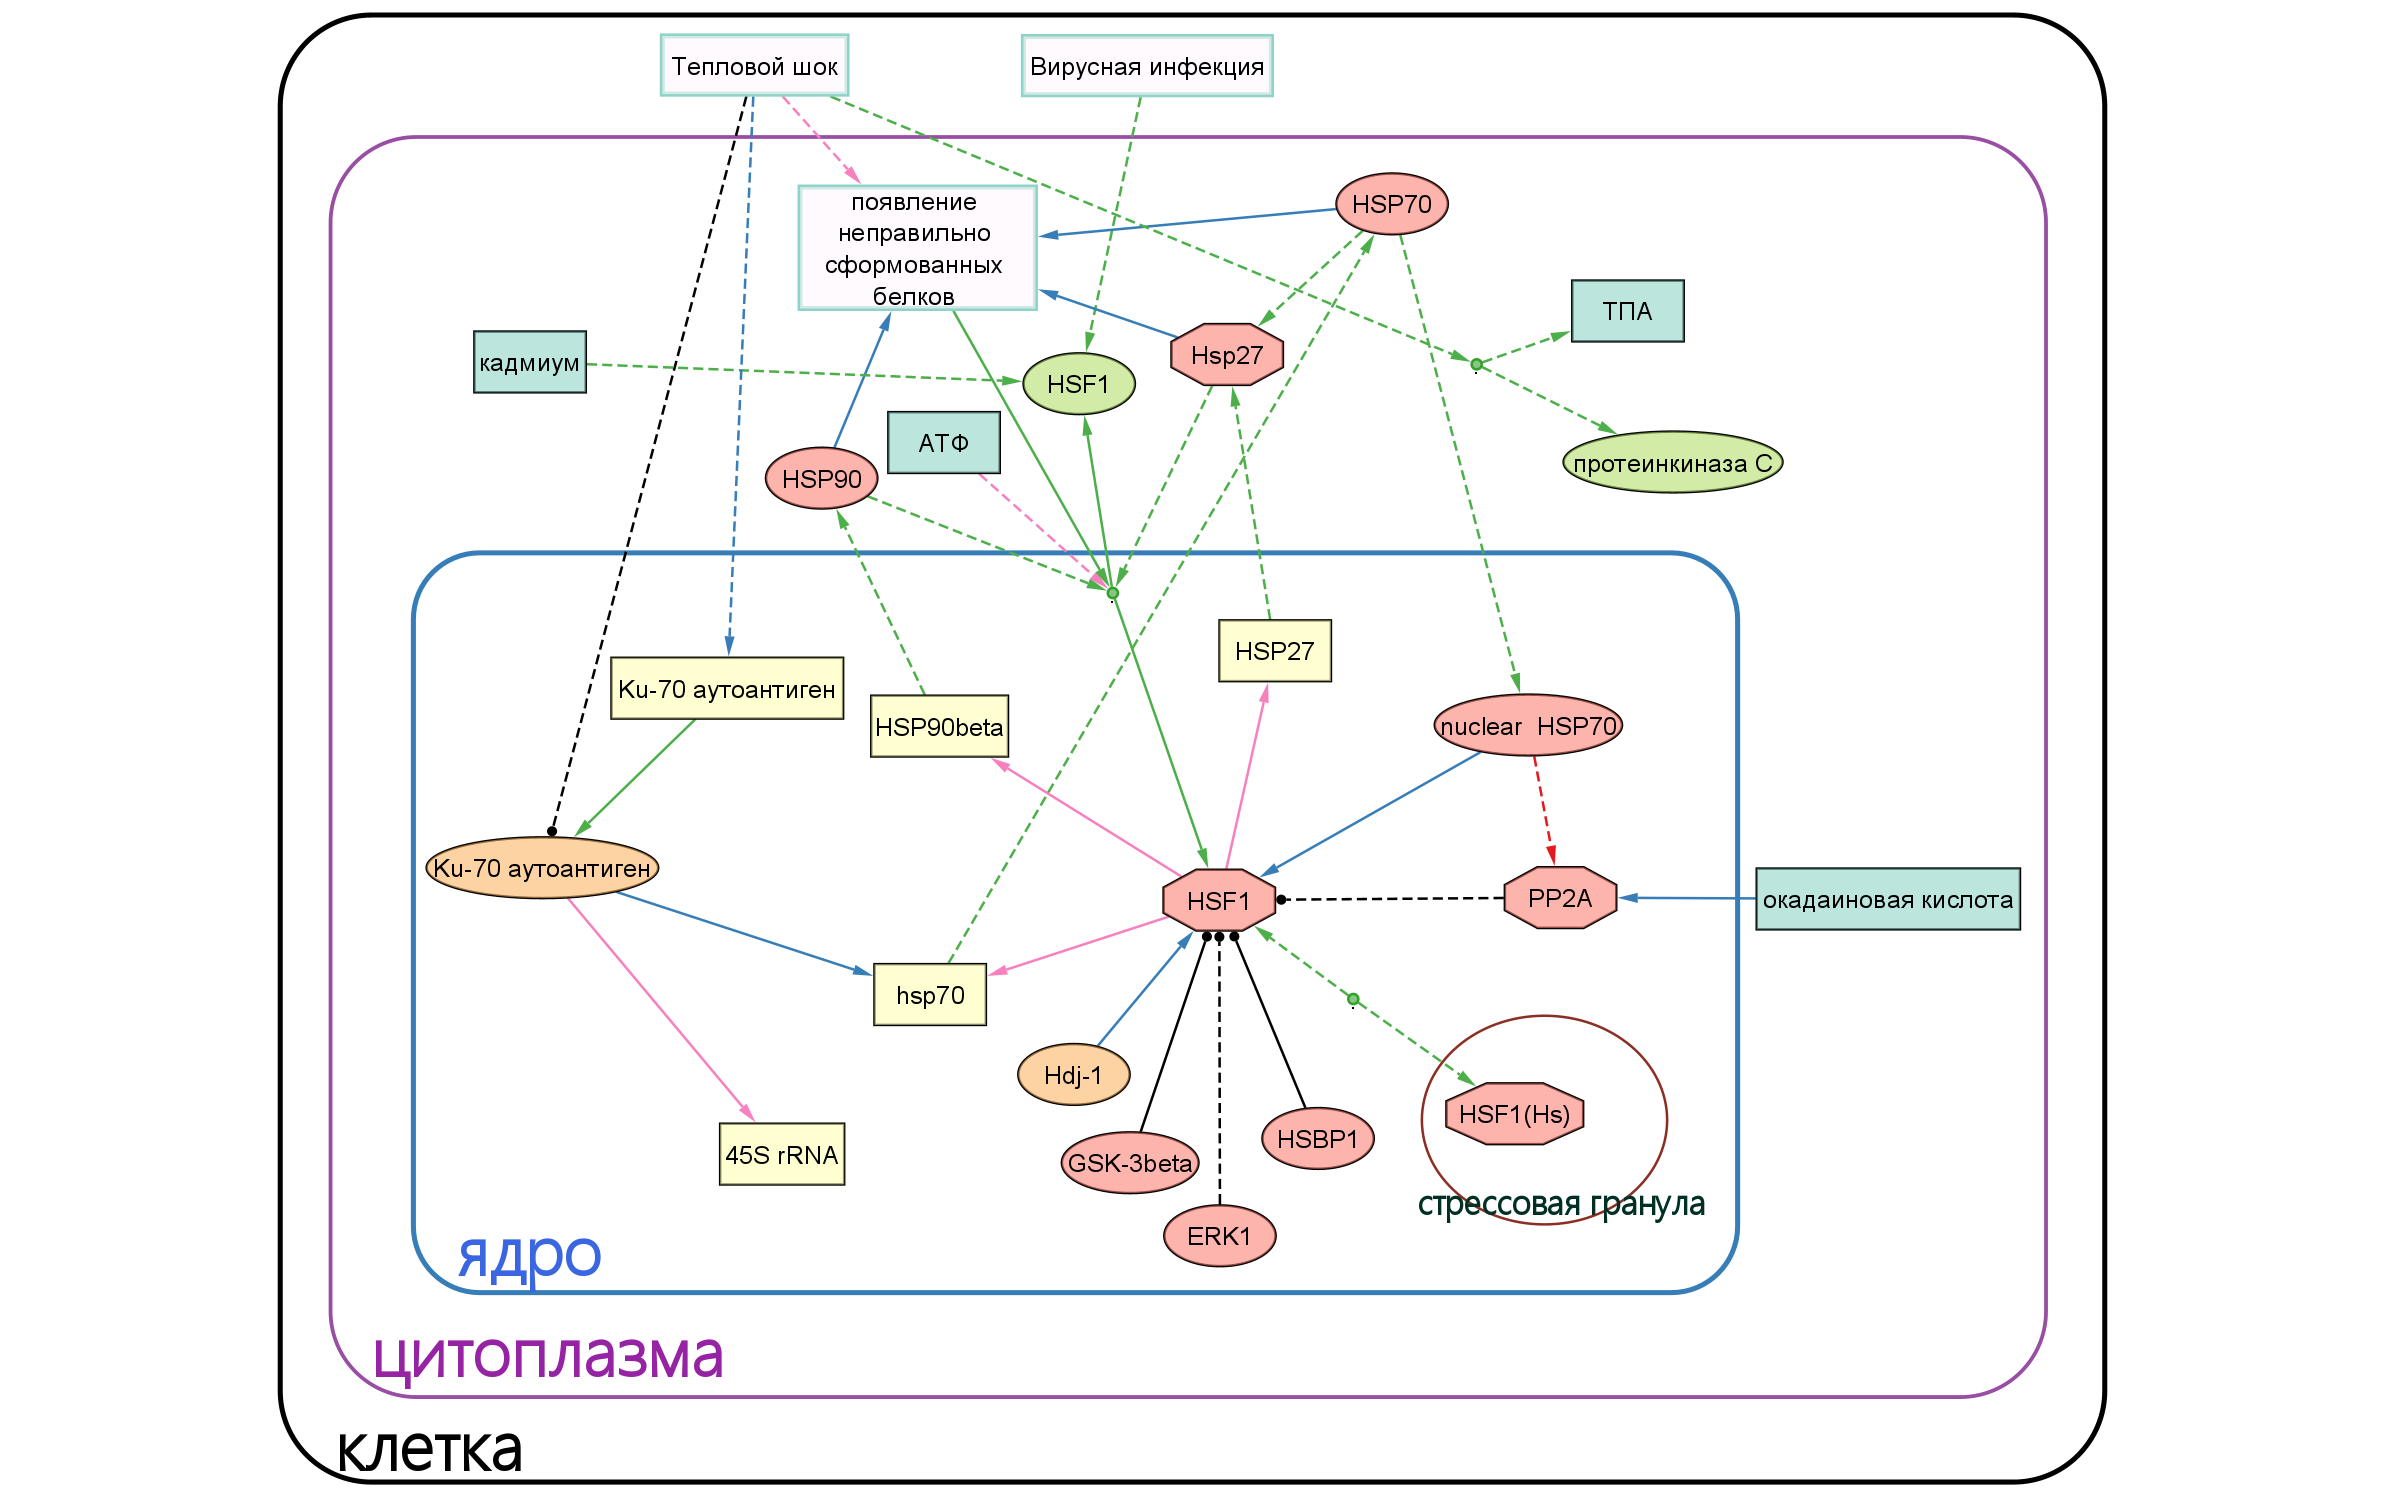 Тепловой шок
Вирусная инфекция
появление
неправильно
сформованных
белков
HSP70
ТПА
кадмиум
HSF1
Hsp27
АТФ
HSP90
протеинкиназа C
Ku-70 аутоантиген
HSP90beta
HSP27
nuclear HSP70
Ku-70 аутоантиген
HSF1
PP2A
окадаиновая кислота
hsp70
Hdj-1
45S rRNA
GSK-3beta
HSBP1
HSF1(Hs)
ERK1
стрессовая гранула
ядро
цитоплазма
клетка